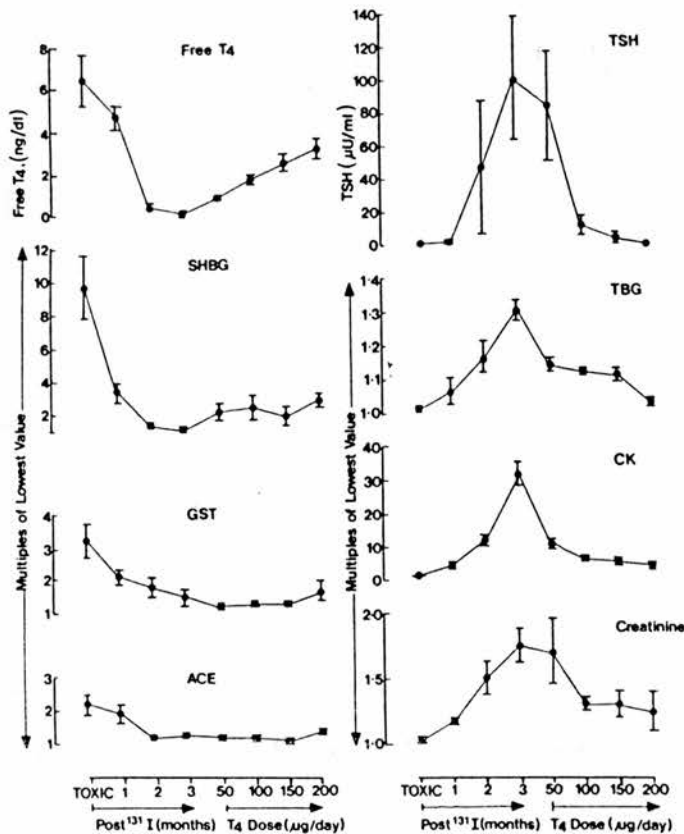 Free T4
Free T4. (ng/dl)
8
6
4
2
0
SHBG
12
10
8
6
4
2
GST
4
3
2
1
ACE
3
2
1
Multiples of Lowest Value
TOXIC 1 2 3 50 100 150 200
Post 131 I (months) T4 Dose (µg/day)
TSH
TSH (µU/ml)
140
120
100
80
60
40
20
0
TBG
1·4
1·3
1·2
1·1
1·0
CK
40
30
20
10
0
Creatinine
2·0
1·5
1·0
Multiples of Lowest Value
TOXIC 1 2 3 50 100 150 200
Post 131 I (months) T4 Dose (µg/day)